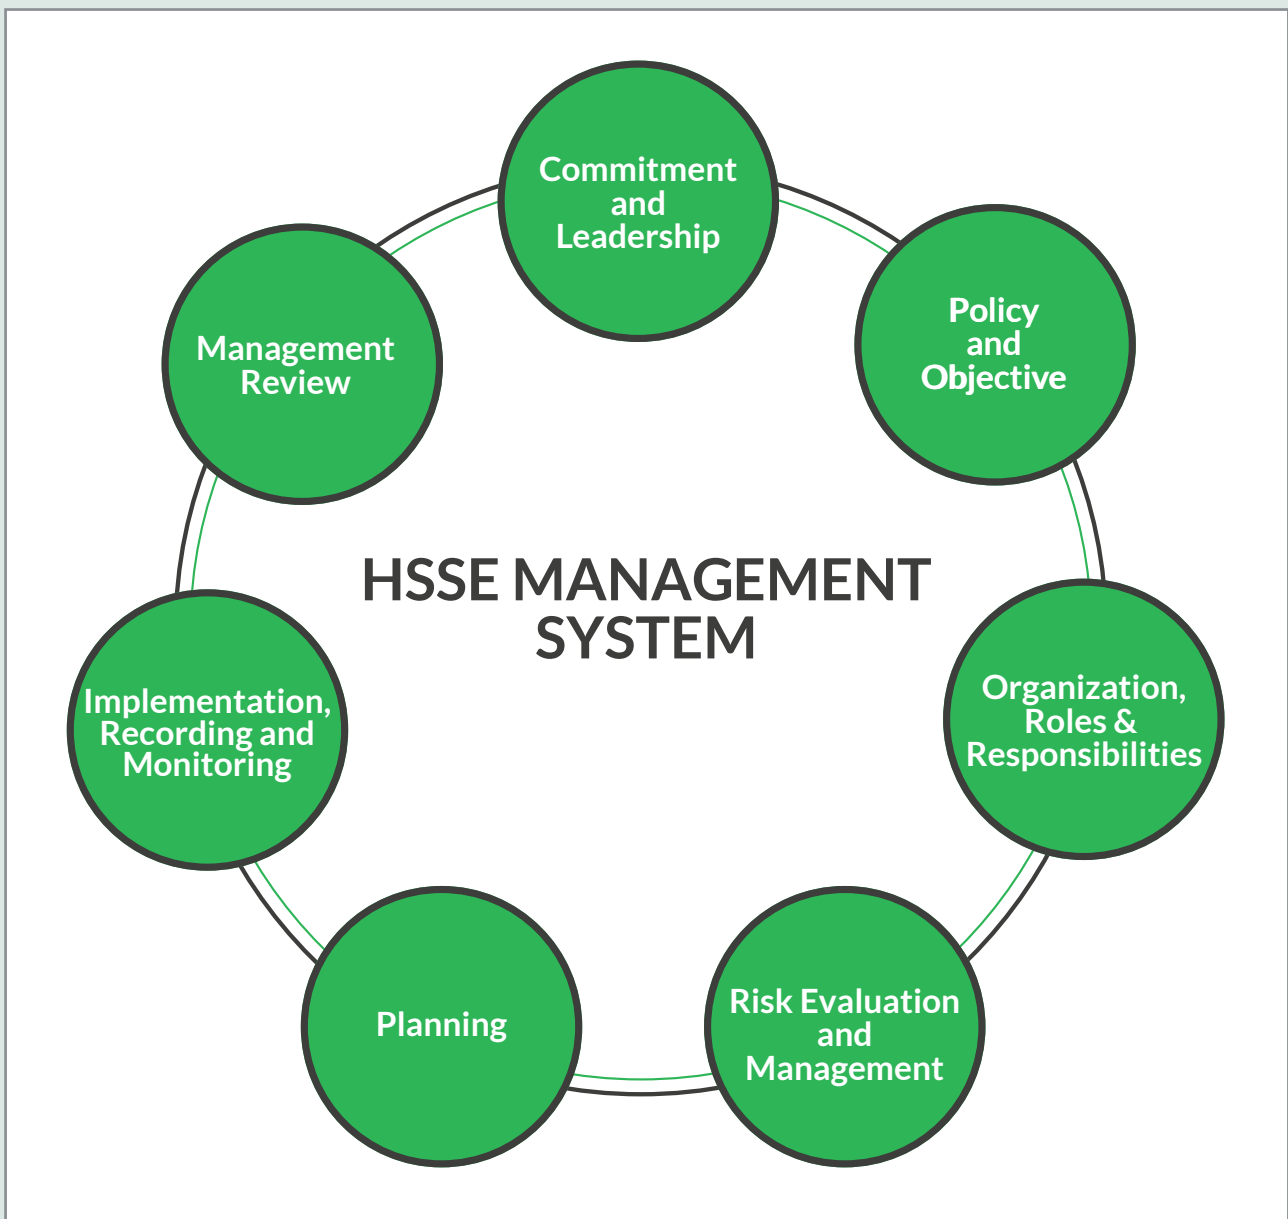 Commitment
and
Leadership
Policy
and
Objective
Organization,
Roles &
Responsibilities
Risk Evaluation
and
Management
Planning
Implementation,
Recording and
Monitoring
Management
Review
HSSE MANAGEMENT
SYSTEM